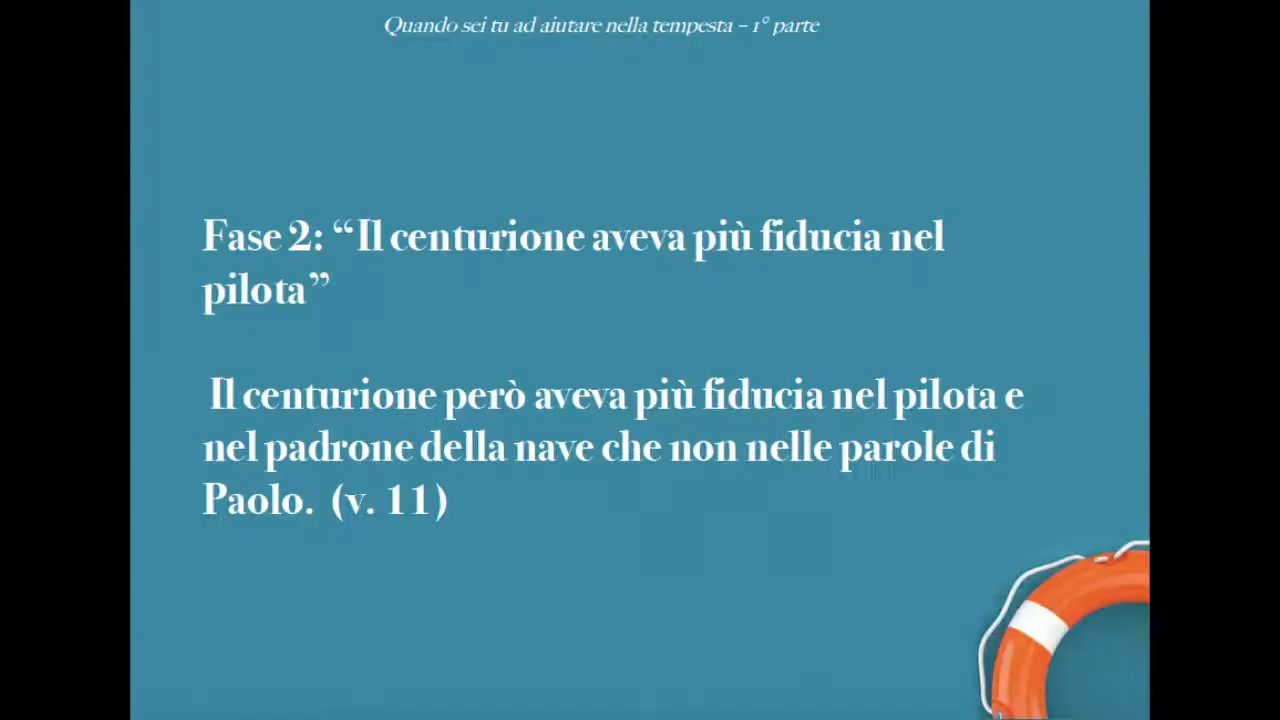 Quando sei tu ad aiutare nella tempesta – 1° parte
Fase 2: “Il centurione aveva più fiducia nel
pilota”
Il centurione però aveva più fiducia nel pilota e
nel padrone della nave che non nelle parole di
Paolo. (v. 11)